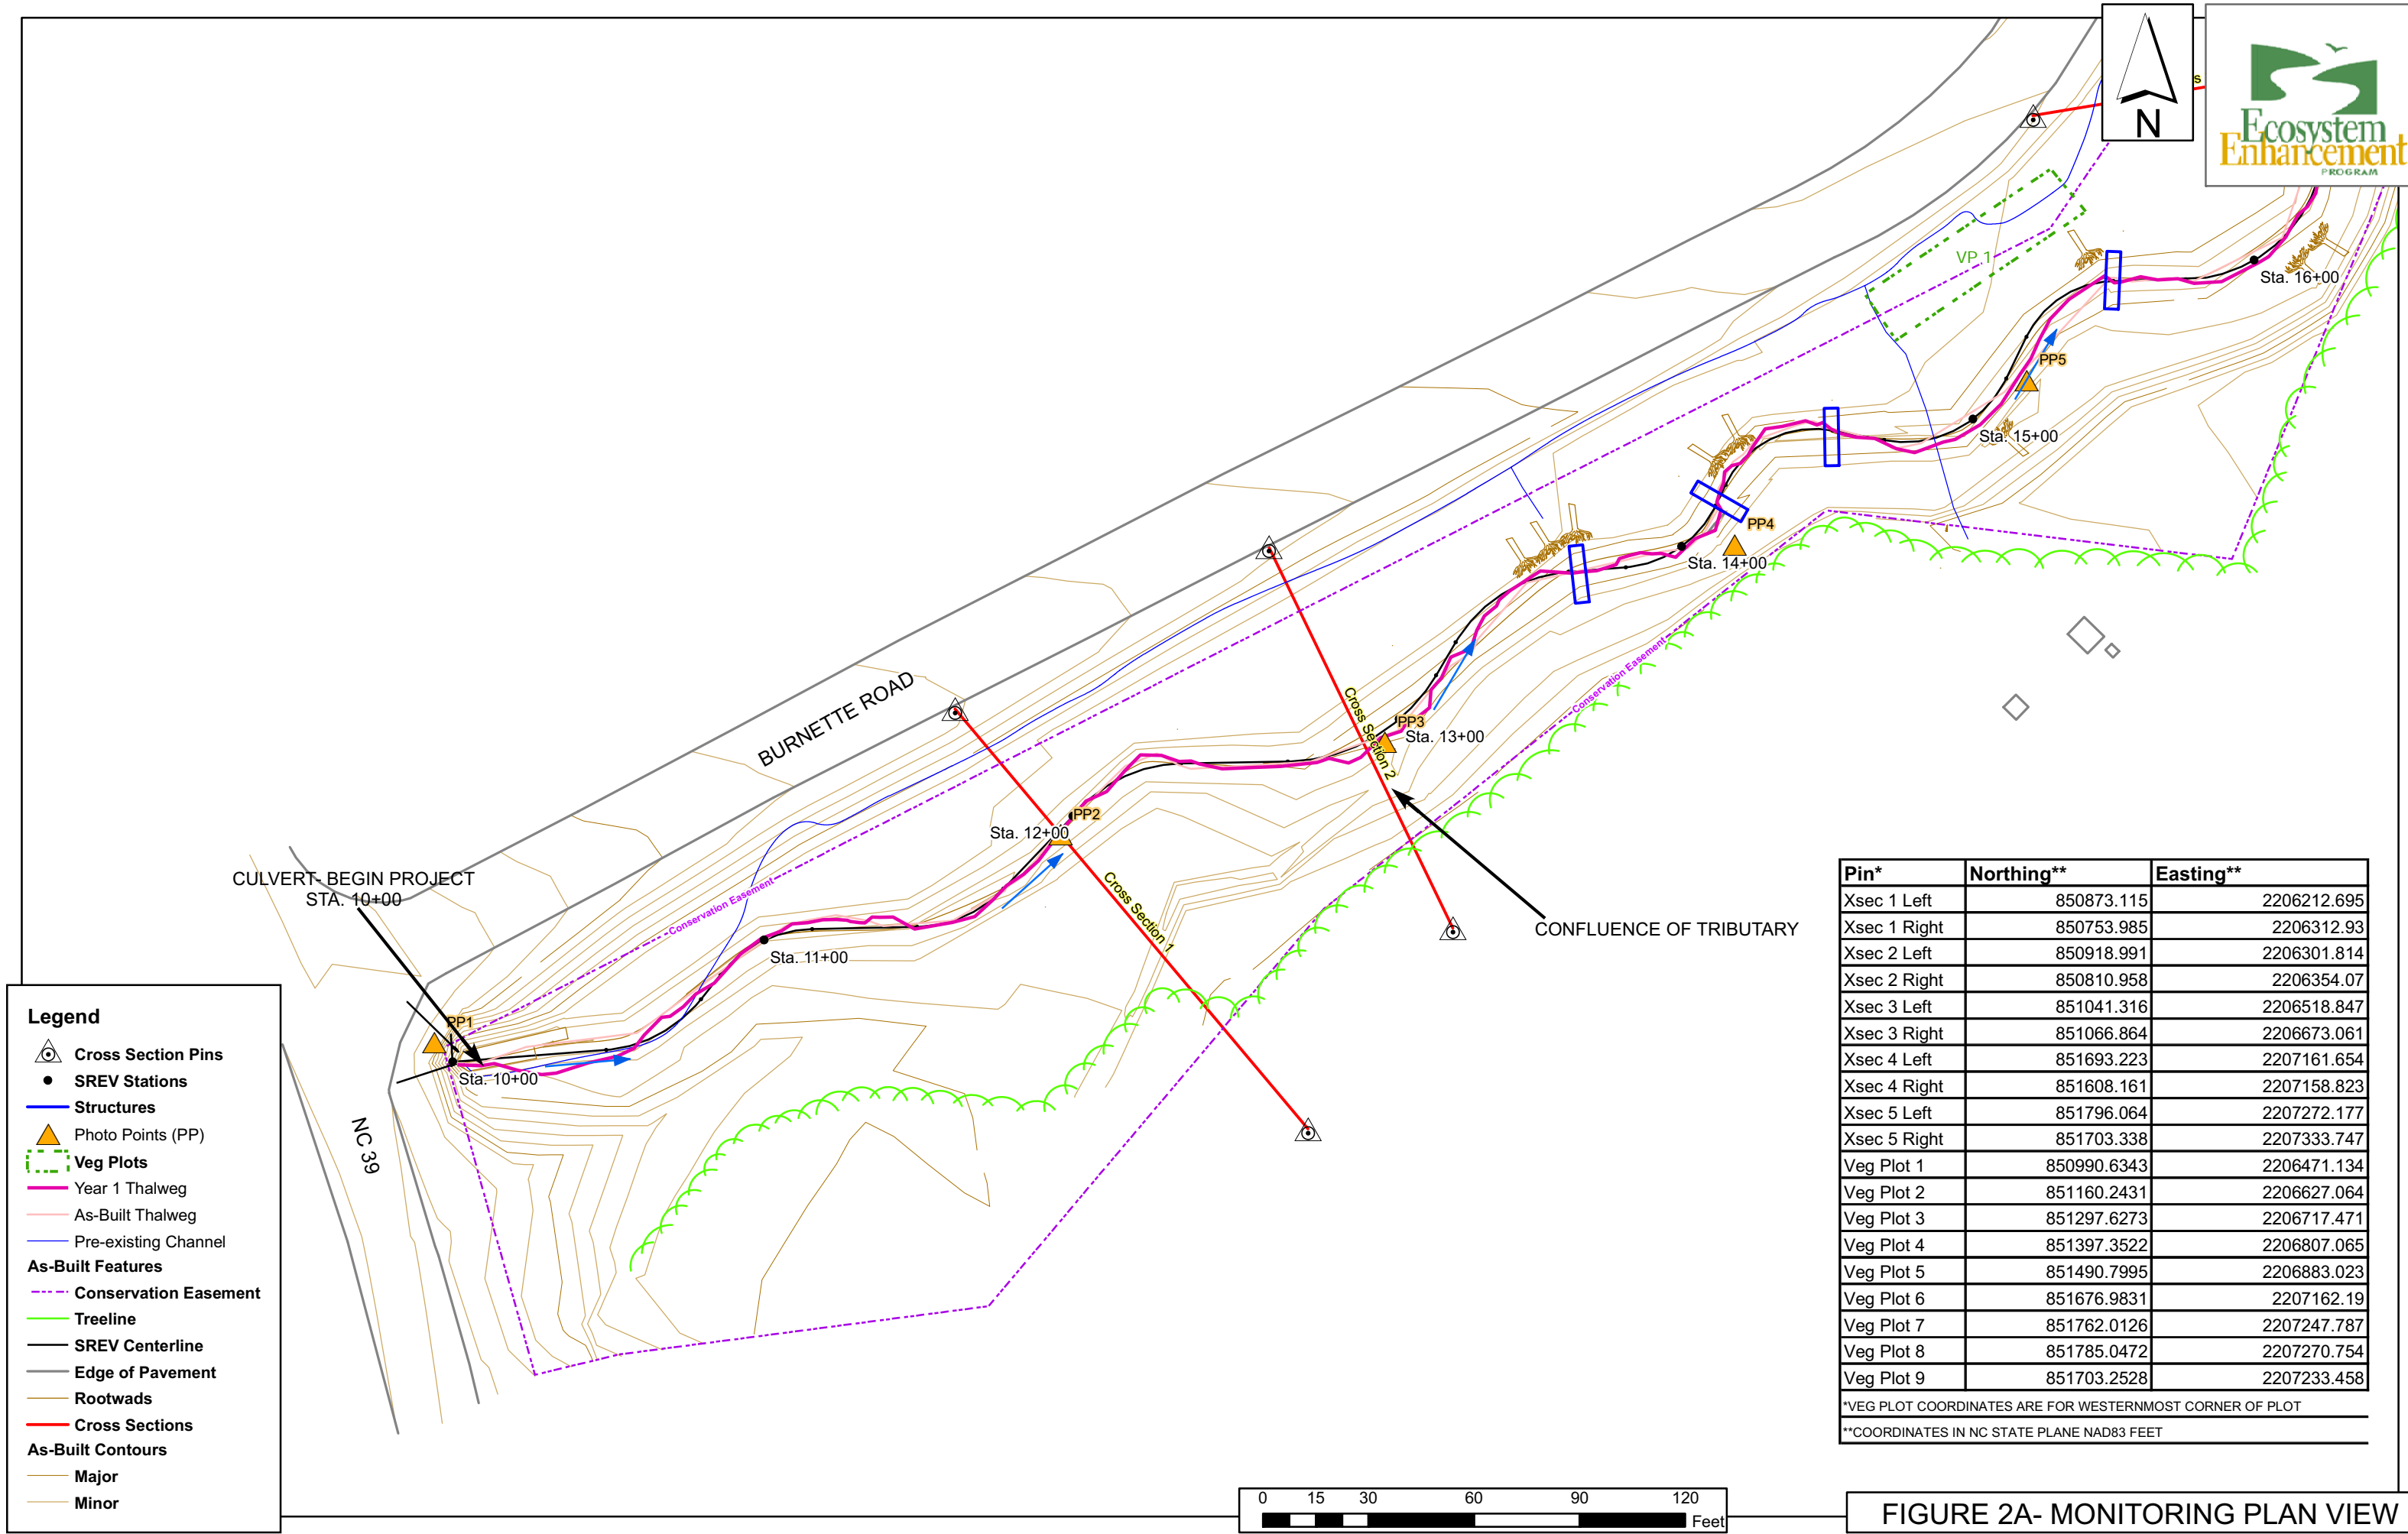 N
s
Ecosystem
Enhancement
PROGRAM
VP 1
Sta. 16+00
PP5
Sta. 15+00
PP4
Sta. 14+00
Conservation Easement
BURNETTE ROAD
Cross Section 2
PP3
Sta. 13+00
PP2
Sta. 12+00
Cross Section 1
CONFLUENCE OF TRIBUTARY
CULVERT- BEGIN PROJECT
STA. 10+00
Conservation Easement
Sta. 11+00
PP1
Sta. 10+00
NC 39
Legend
Cross Section Pins
SREV Stations
Structures
Photo Points (PP)
Veg Plots
Year 1 Thalweg
As-Built Thalweg
Pre-existing Channel
As-Built Features
Conservation Easement
Treeline
SREV Centerline
Edge of Pavement
Rootwads
Cross Sections
As-Built Contours
Major
Minor
Pin* Northing** Easting**
Xsec 1 Left 850873.115 2206212.695
Xsec 1 Right 850753.985 2206312.93
Xsec 2 Left 850918.991 2206301.814
Xsec 2 Right 850810.958 2206354.07
Xsec 3 Left 851041.316 2206518.847
Xsec 3 Right 851066.864 2206673.061
Xsec 4 Left 851693.223 2207161.654
Xsec 4 Right 851608.161 2207158.823
Xsec 5 Left 851796.064 2207272.177
Xsec 5 Right 851703.338 2207333.747
Veg Plot 1 850990.6343 2206471.134
Veg Plot 2 851160.2431 2206627.064
Veg Plot 3 851297.6273 2206717.471
Veg Plot 4 851397.3522 2206807.065
Veg Plot 5 851490.7995 2206883.023
Veg Plot 6 851676.9831 2207162.19
Veg Plot 7 851762.0126 2207247.787
Veg Plot 8 851785.0472 2207270.754
Veg Plot 9 851703.2528 2207233.458
*VEG PLOT COORDINATES ARE FOR WESTERNMOST CORNER OF PLOT
**COORDINATES IN NC STATE PLANE NAD83 FEET
0 15 30 60 90 120
Feet
FIGURE 2A- MONITORING PLAN VIEW